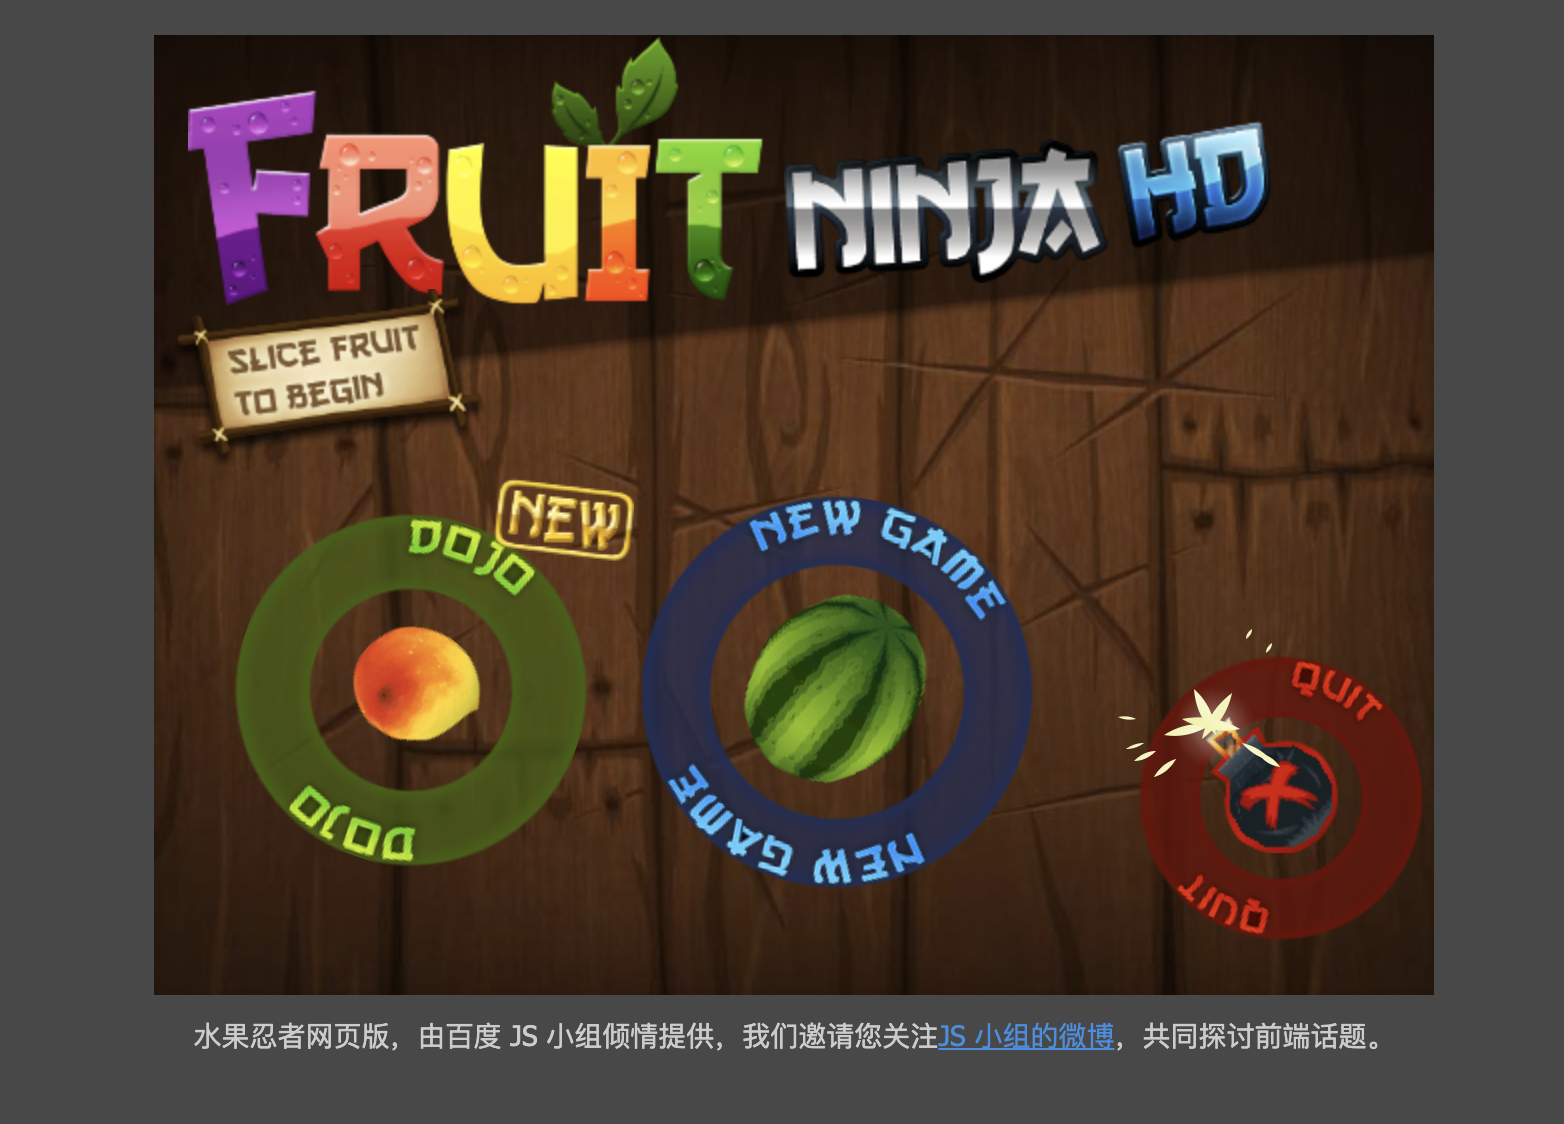 FRUIT NINJA HD
SLICE FRUIT
TO BEGIN
NEW
DOJO
DOJO
NEW GAME
NEW GAME
QUIT
QUIT
水果忍者网页版，由百度 JS 小组倾情提供，我们邀请您关注JS 小组的微博，共同探讨前端话题。